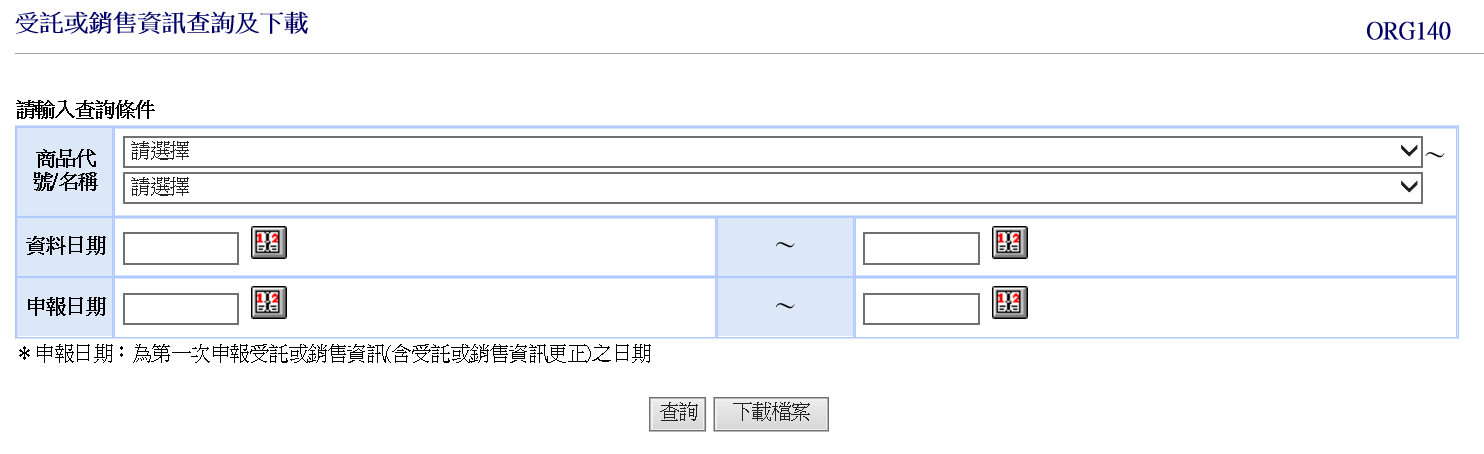 受託或銷售資訊查詢及下載
ORG140
請輸入查詢條件
商品代
號/名稱
請選擇
～
請選擇
資料日期
～
申報日期
～
＊申報日期：為第一次申報受託或銷售資訊(含受託或銷售資訊更正)之日期
查詢
下載檔案